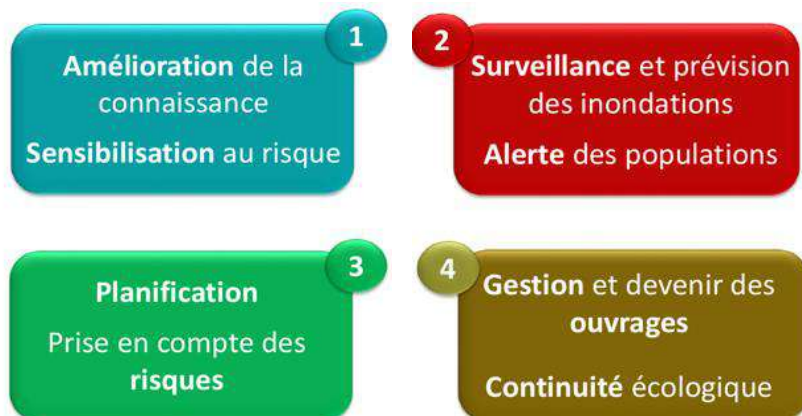 1
Amélioration de la
connaissance
Sensibilisation au risque
2
Surveillance et prévision
des inondations
Alerte des populations
3
Planification
Prise en compte des
risques
4
Gestion et devenir des
ouvrages
Continuité écologique